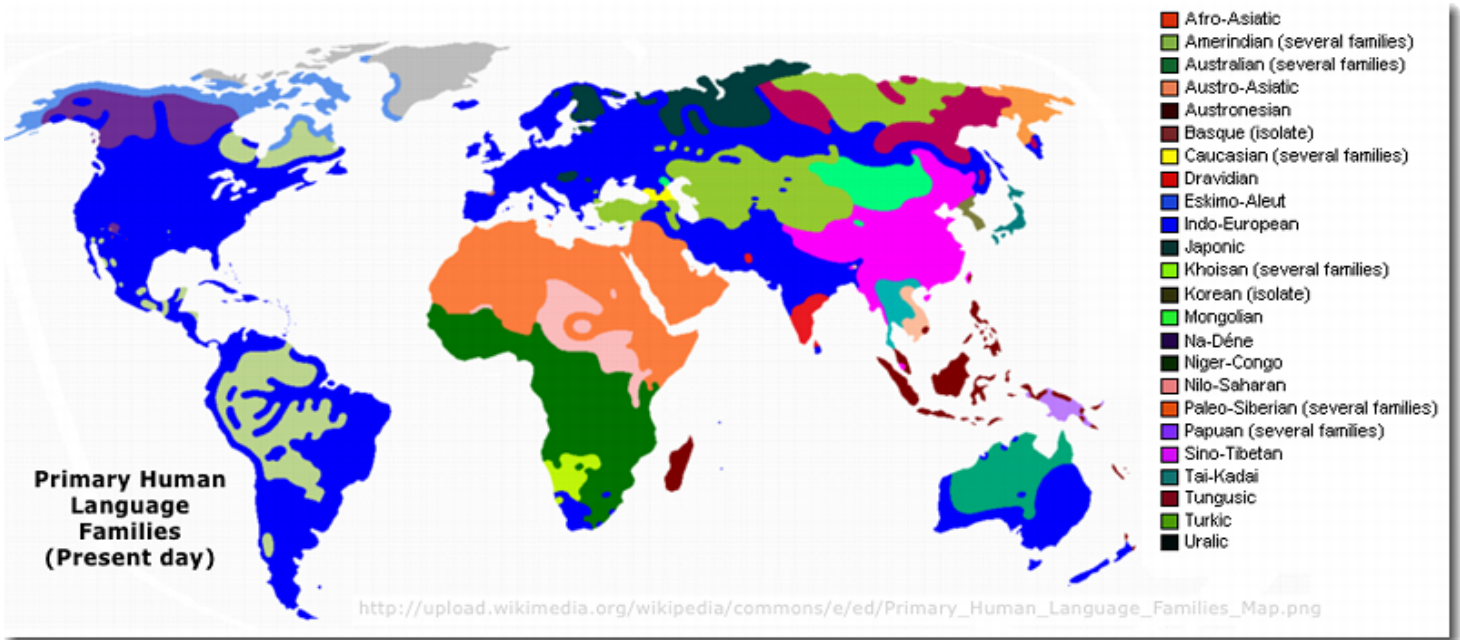 Afro-Asiatic
Amerindian (several families)
Australian (several families)
Austro-Asiatic
Austronesian
Basque (isolate)
Caucasian (several families)
Dravidian
Eskimo-Aleut
Indo-European
Japonic
Khoisan (several families)
Korean (isolate)
Mongolian
Na-Déne
Niger-Congo
Nilo-Saharan
Paleo-Siberian (several families)
Papuan (several families)
Sino-Tibetan
Tai-Kadai
Tungusic
Turkic
Uralic
Primary Human
Language
Families
(Present day)
http://upload.wikimedia.org/wikipedia/commons/e/ed/Primary_Human_Language_Families_Map.png